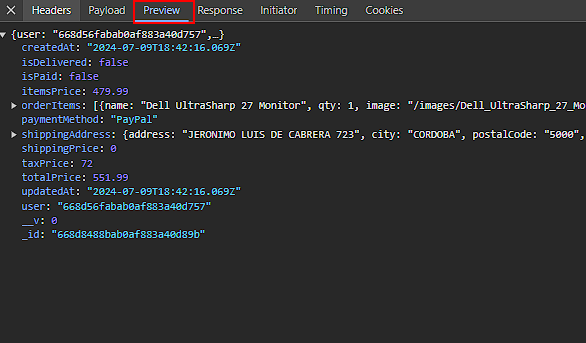 Headers Payload Preview Response Initiator Timing Cookies
{user: "668d56fabab0af883a40d757",…}
createdAt: "2024-07-09T18:42:16.069Z"
isDelivered: false
isPaid: false
itemsPrice: 479.99
orderItems: [{name: "Dell UltraSharp 27 Monitor", qty: 1, image: "/images/Dell_UltraSharp_27_Mo
paymentMethod: "PayPal"
shippingAddress: {address: "JERONIMO LUIS DE CABRERA 723", city: "CORDOBA", postalCode: "5000",
shippingPrice: 0
taxPrice: 72
totalPrice: 551.99
updatedAt: "2024-07-09T18:42:16.069Z"
user: "668d56fabab0af883a40d757"
__v: 0
_id: "668d8488bab0af883a40d89b"